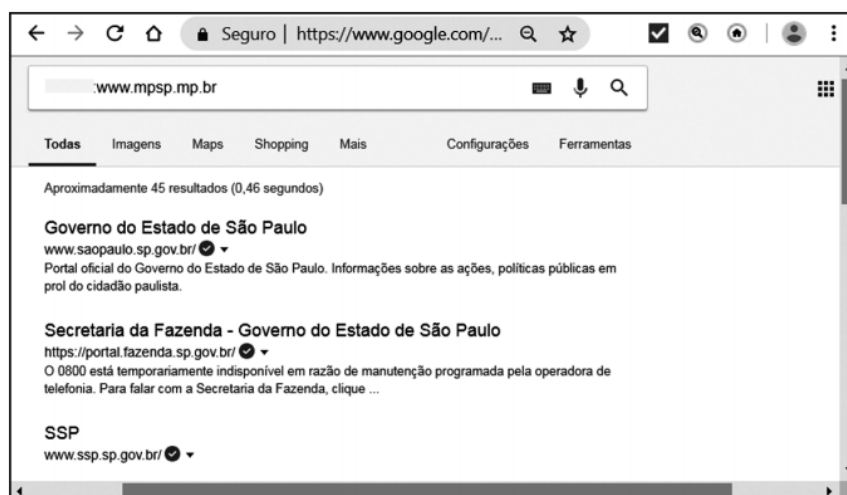 Seguro | https://www.google.com/...
:www.mpsp.mp.br
Todas Imagens Maps Shopping Mais Configurações Ferramentas
Aproximadamente 45 resultados (0,46 segundos)
Governo do Estado de São Paulo
www.saopaulo.sp.gov.br/
Portal oficial do Governo do Estado de São Paulo. Informações sobre as ações, políticas públicas em
prol do cidadão paulista.
Secretaria da Fazenda - Governo do Estado de São Paulo
https://portal.fazenda.sp.gov.br/
O 0800 está temporariamente indisponível em razão de manutenção programada pela operadora de
telefonia. Para falar com a Secretaria da Fazenda, clique ...
SSP
www.ssp.sp.gov.br/